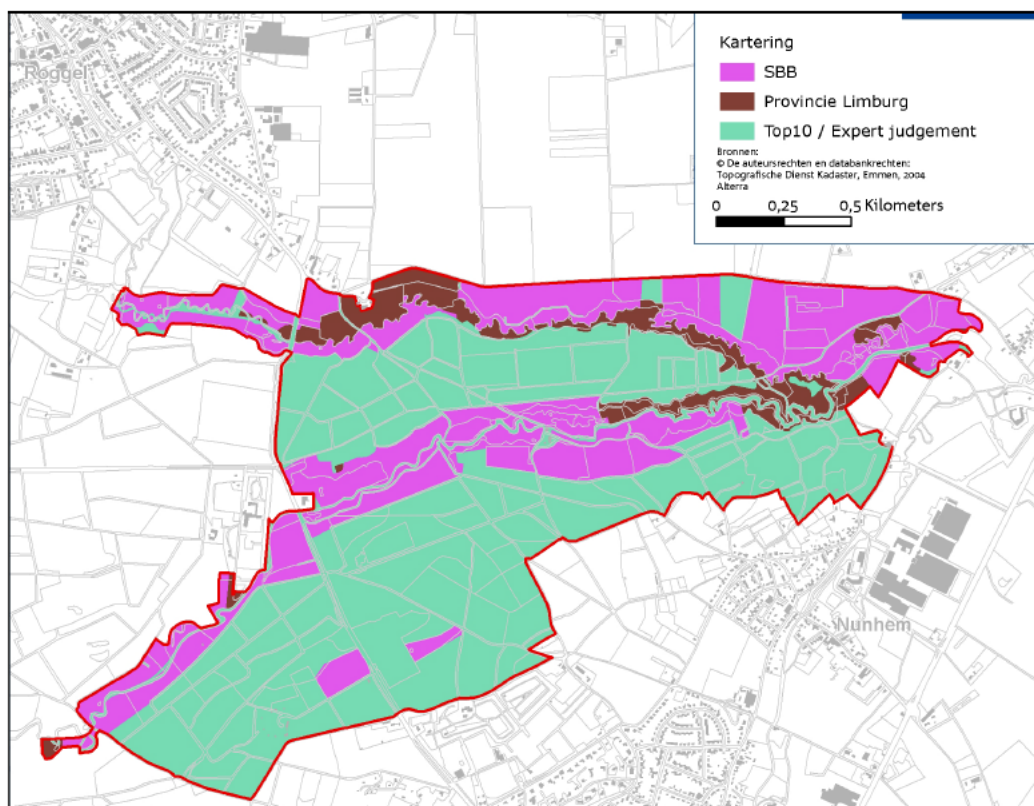 Roggel
Kartering
SBB
Provincie Limburg
Top10 / Expert judgement
Bronnen:
© De auteursrechten en databankrechten:
Topografische Dienst Kadaster, Emmen, 2004
Alterra
0 0,25 0,5 Kilometers
Nunhem